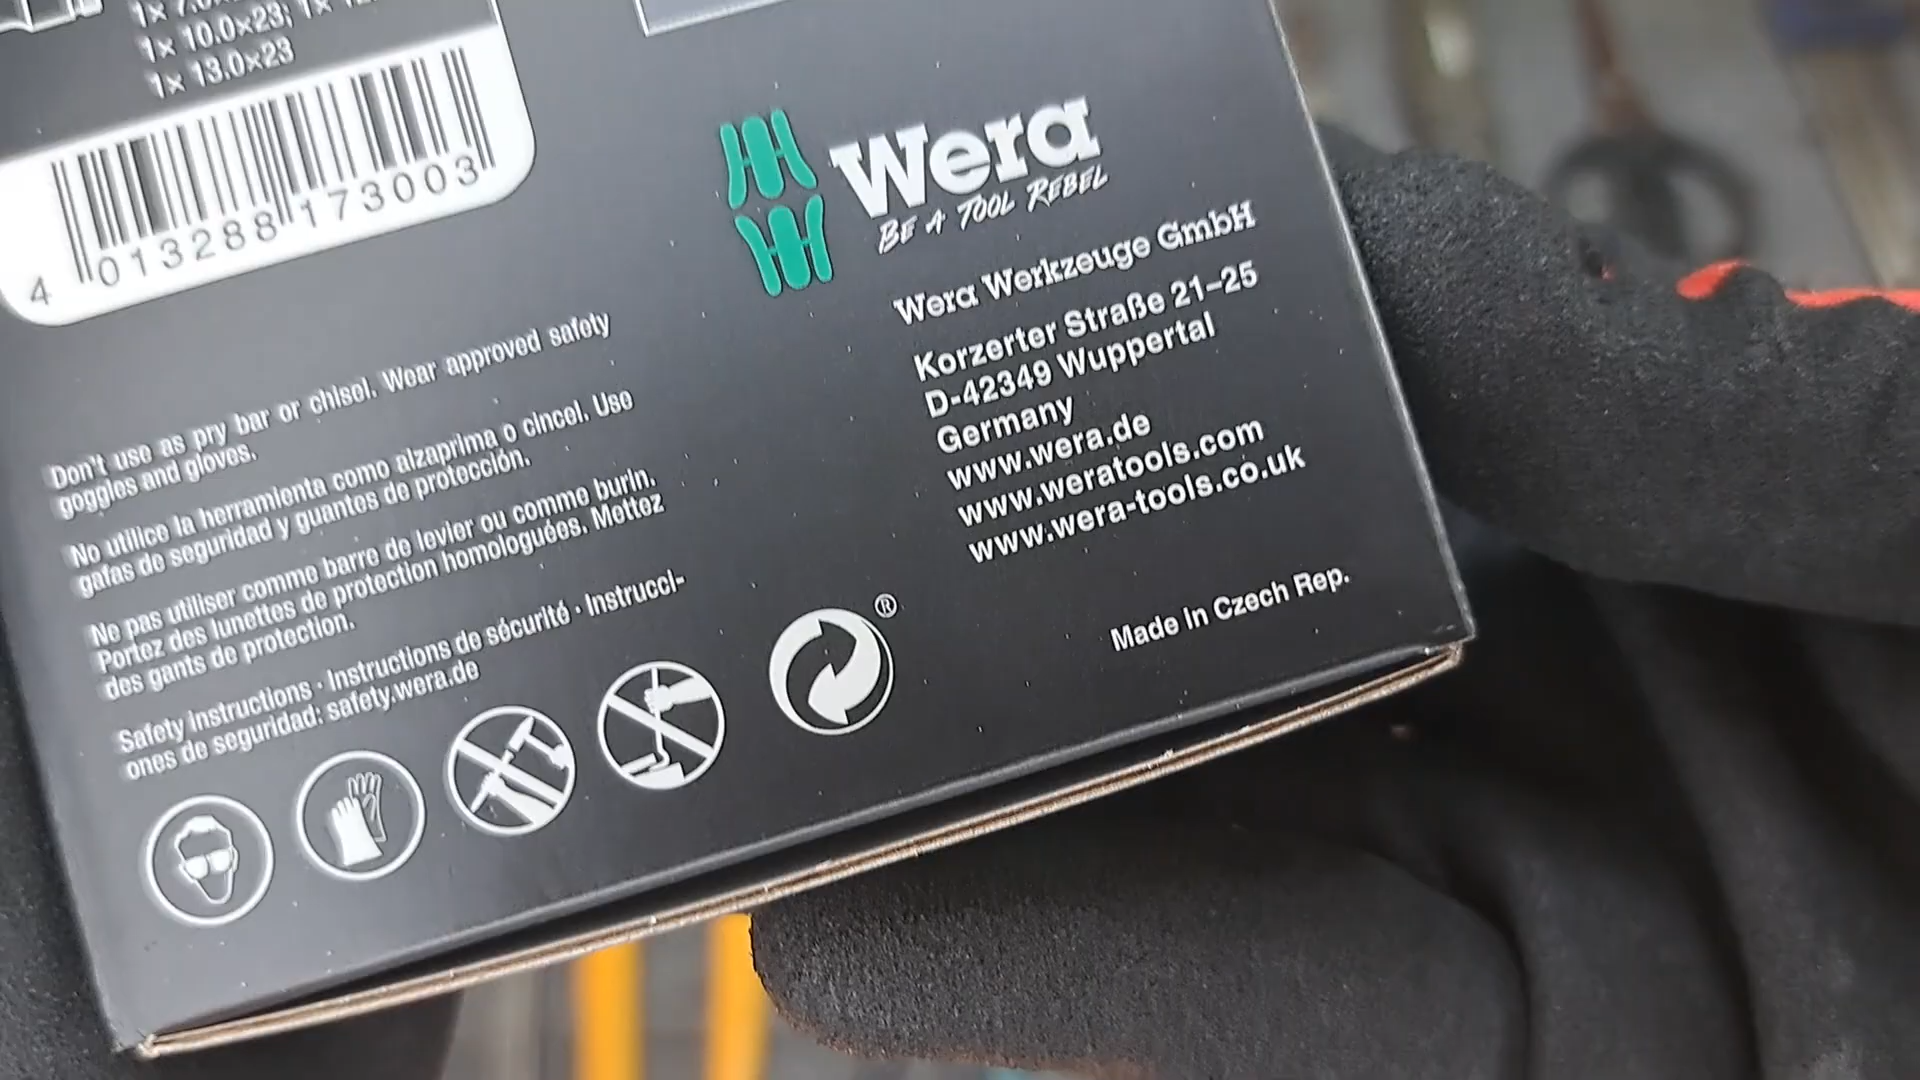 1× 10.0×23; 1×
1× 13.0×23
4 013288 173003
Wera
BE A TOOL REBEL
Wera Werkzeuge GmbH
Korzerter Straße 21–25
D-42349 Wuppertal
Germany
www.wera.de
www.weratools.com
www.wera-tools.co.uk
Made in Czech Rep.
Don't use as pry bar or chisel. Wear approved safety
goggles and gloves.
No utilice la herramienta como alzaprima o cincel. Use
gafas de seguridad y guantes de protección.
Ne pas utiliser comme barre de levier ou comme burin.
Portez des lunettes de protection homologuées. Mettez
des gants de protection.
Safety instructions · Instructions de sécurité · Instrucci-
ones de seguridad: safety.wera.de
®